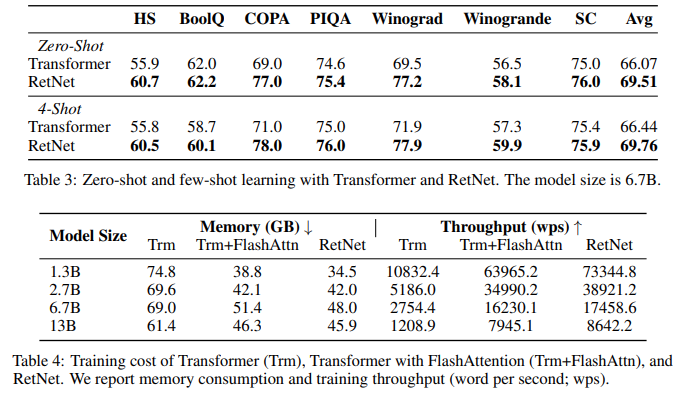 HS BoolQ COPA PIQA Winograd Winogrande SC Avg
Zero-Shot
Transformer 55.9 62.0 69.0 74.6 69.5 56.5 75.0 66.07
RetNet 60.7 62.2 77.0 75.4 77.2 58.1 76.0 69.51
4-Shot
Transformer 55.8 58.7 71.0 75.0 71.9 57.3 75.4 66.44
RetNet 60.5 60.1 78.0 76.0 77.9 59.9 75.9 69.76
Table 3: Zero-shot and few-shot learning with Transformer and RetNet. The model size is 6.7B.
Model Size Memory (GB) ↓ | Throughput (wps) ↑
Trm Trm+FlashAttn RetNet Trm Trm+FlashAttn RetNet
1.3B 74.8 38.8 34.5 10832.4 63965.2 73344.8
2.7B 69.6 42.1 42.0 5186.0 34990.2 38921.2
6.7B 69.0 51.4 48.0 2754.4 16230.1 17458.6
13B 61.4 46.3 45.9 1208.9 7945.1 8642.2
Table 4: Training cost of Transformer (Trm), Transformer with FlashAttention (Trm+FlashAttn), and
RetNet. We report memory consumption and training throughput (word per second; wps).